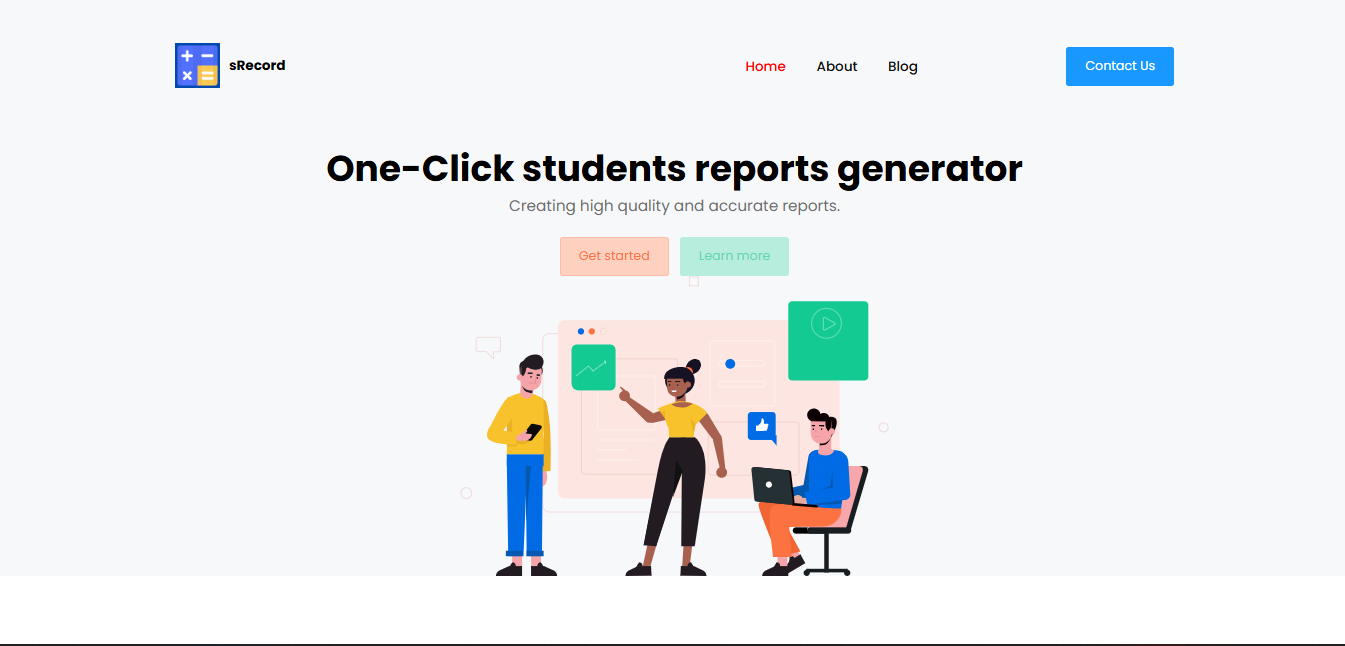 sRecord
Home About Blog
Contact Us
One-Click students reports generator
Creating high quality and accurate reports.
Get started Learn more